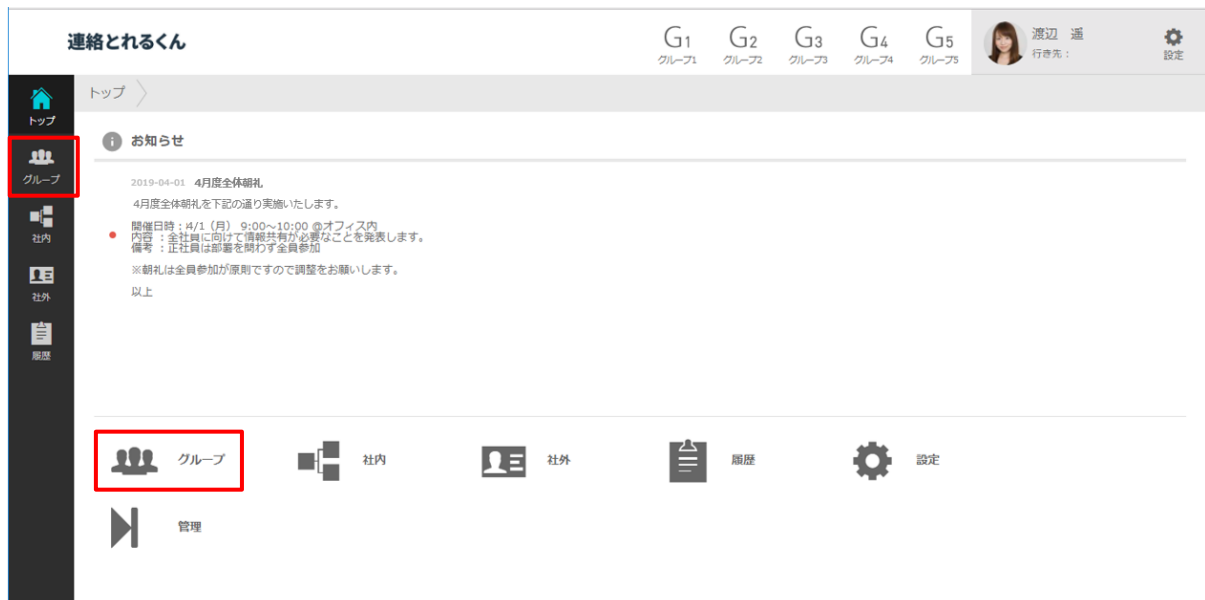 連絡とれるくん
G1 G2 G3 G4 G5
グループ1 グループ2 グループ3 グループ4 グループ5
渡辺 遥
行き先：
設定
トップ
トップ
グループ
社内
社外
履歴
お知らせ
2019-04-01 4月度全体朝礼
4月度全体朝礼を下記の通り実施いたします。
開催日時：4/1（月） 9:00～10:00 @オフィス内
内容 ：全社員に向けて情報共有が必要なことを発表します。
備考 ：正社員は部署を問わず全員参加
※朝礼は全員参加が原則ですので調整をお願いします。
以上
グループ 社内 社外 履歴 設定
管理